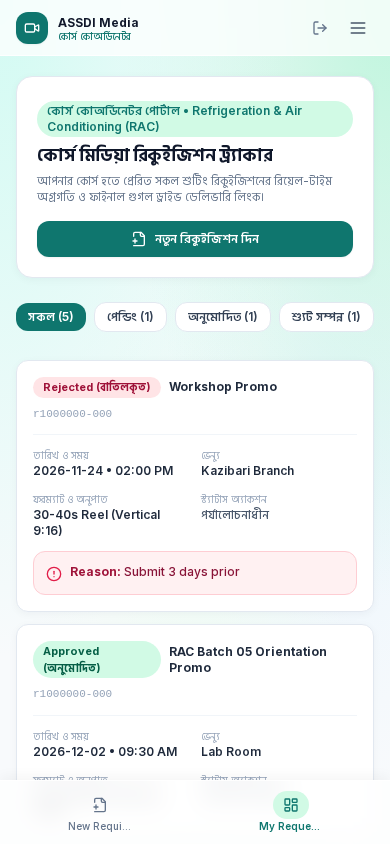 ASSDI Media
কোর্স কোঅর্ডিনেটর
কোর্স কোঅর্ডিনেটর পোর্টাল • Refrigeration & Air
Conditioning (RAC)
কোর্স মিডিয়া রিকুইজিশন ট্র্যাকার
আপনার কোর্স হতে প্রেরিত সকল শুটিং রিকুইজিশনের রিয়েল-টাইম
অগ্রগতি ও ফাইনাল গুগল ড্রাইভ ডেলিভারি লিংক।
নতুন রিকুইজিশন দিন
সকল (5)
পেন্ডিং (1)
অনুমোদিত (1)
শ্যুট সম্পন্ন (1)
Rejected (বাতিলকৃত)
Workshop Promo
r1000000-000
তারিখ ও সময়
ভেন্যু
2026-11-24 • 02:00 PM
Kazibari Branch
ফরম্যাট ও অনুপাত
স্ট্যাটাস অ্যাকশন
30-40s Reel (Vertical
9:16)
পর্যালোচনাধীন
Reason: Submit 3 days prior
Approved
(অনুমোদিত)
RAC Batch 05 Orientation
Promo
r1000000-000
তারিখ ও সময়
ভেন্যু
2026-12-02 • 09:30 AM
Lab Room
ফরম্যাট ও অনুপাত
স্ট্যাটাস অ্যাকশন
New Requi...
My Reque...